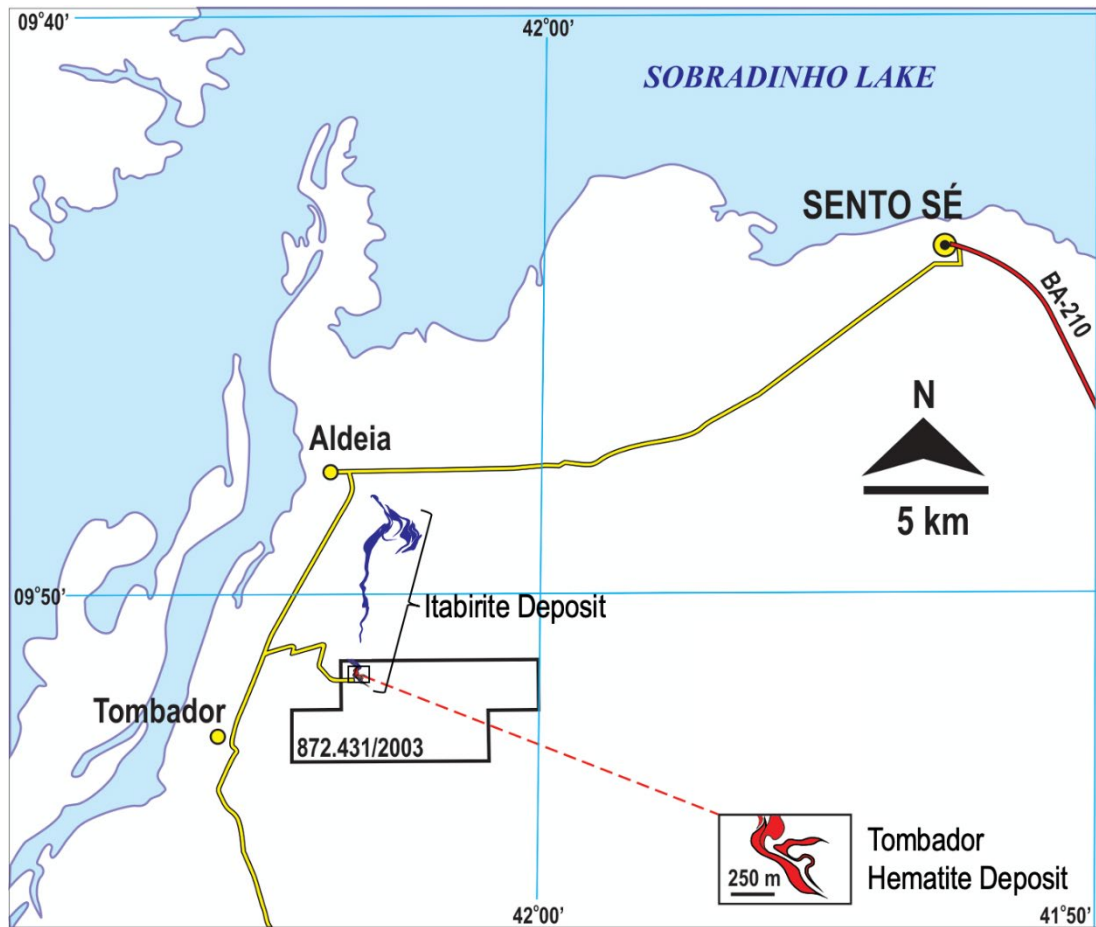 09°40'
42°00'
SOBRADINHO LAKE
SENTO SÉ
BA-210
N
5 km
Aldeia
09°50'
Itabirite Deposit
Tombador
872.431/2003
250 m
Tombador
Hematite Deposit
42°00'
41°50'